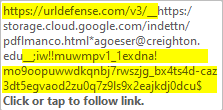 https://urldefense.com/v3/__https:/
storage.cloud.google.com/indettn/
pdflmanco.html*agoeser@creighton.
edu__;iw!!muwmpv1_1exdna!
mo9oopuwwdkqnbj7rwszjg_bx4ts4d-caz
3dt5egvaod2zu0q7z9ls9x2eajkdj0dcu$
Click or tap to follow link.